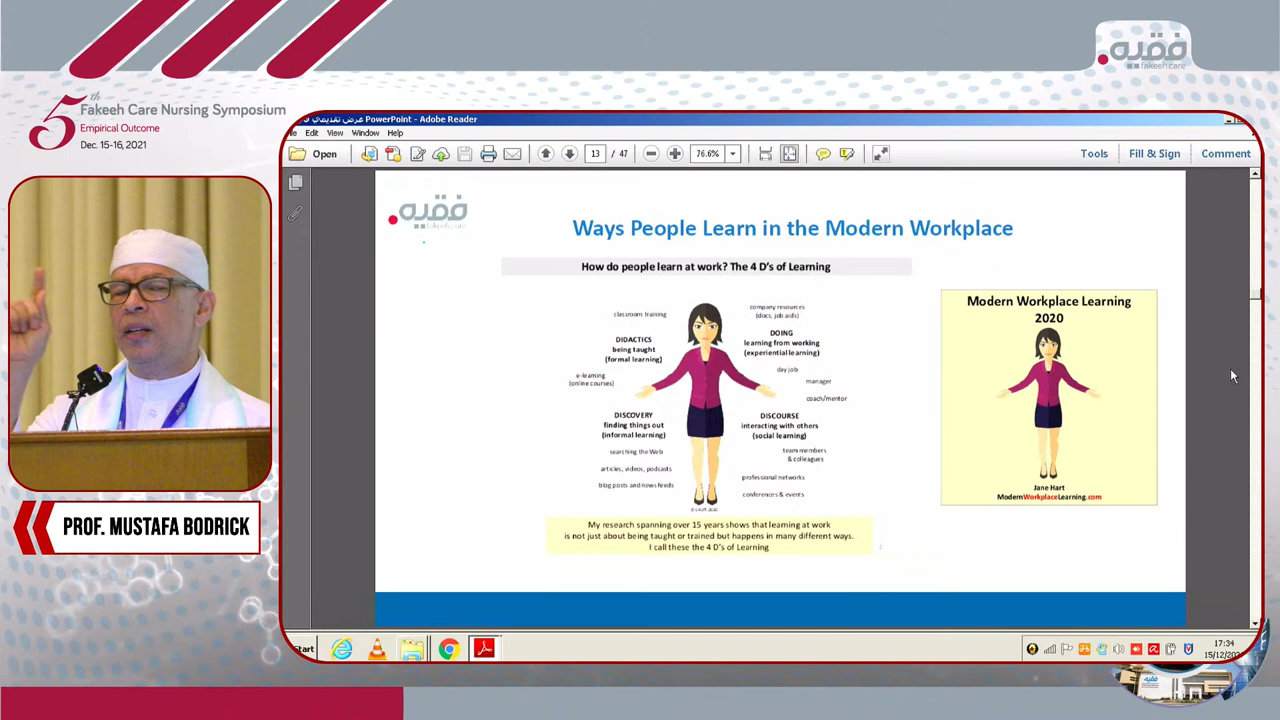 5th
Fakeeh Care Nursing Symposium
Empirical Outcome
Dec. 15-16, 2021
فقيه
fakeeh.care
عرض تقديمي PowerPoint - Adobe Reader
Edit View Window Help
Open
13 / 47
76.6%
Tools Fill & Sign Comment
فقيه
fakeeh.care
Ways People Learn in the Modern Workplace
How do people learn at work? The 4 D's of Learning
classroom training
DIDACTICS
being taught
(formal learning)
e-learning
(online courses)
DISCOVERY
finding things out
(informal learning)
searching the Web
articles, videos, podcasts
blog posts and news feeds
company resources
(docs, job aids)
DOING
learning from working
(experiential learning)
day job
manager
coach/mentor
DISCOURSE
interacting with others
(social learning)
team members
& colleagues
professional networks
conferences & events
My research spanning over 15 years shows that learning at work
is not just about being taught or trained but happens in many different ways.
I call these the 4 D's of Learning
Modern Workplace Learning
2020
Jane Hart
ModernWorkplaceLearning.com
PROF. MUSTAFA BODRICK
17:34